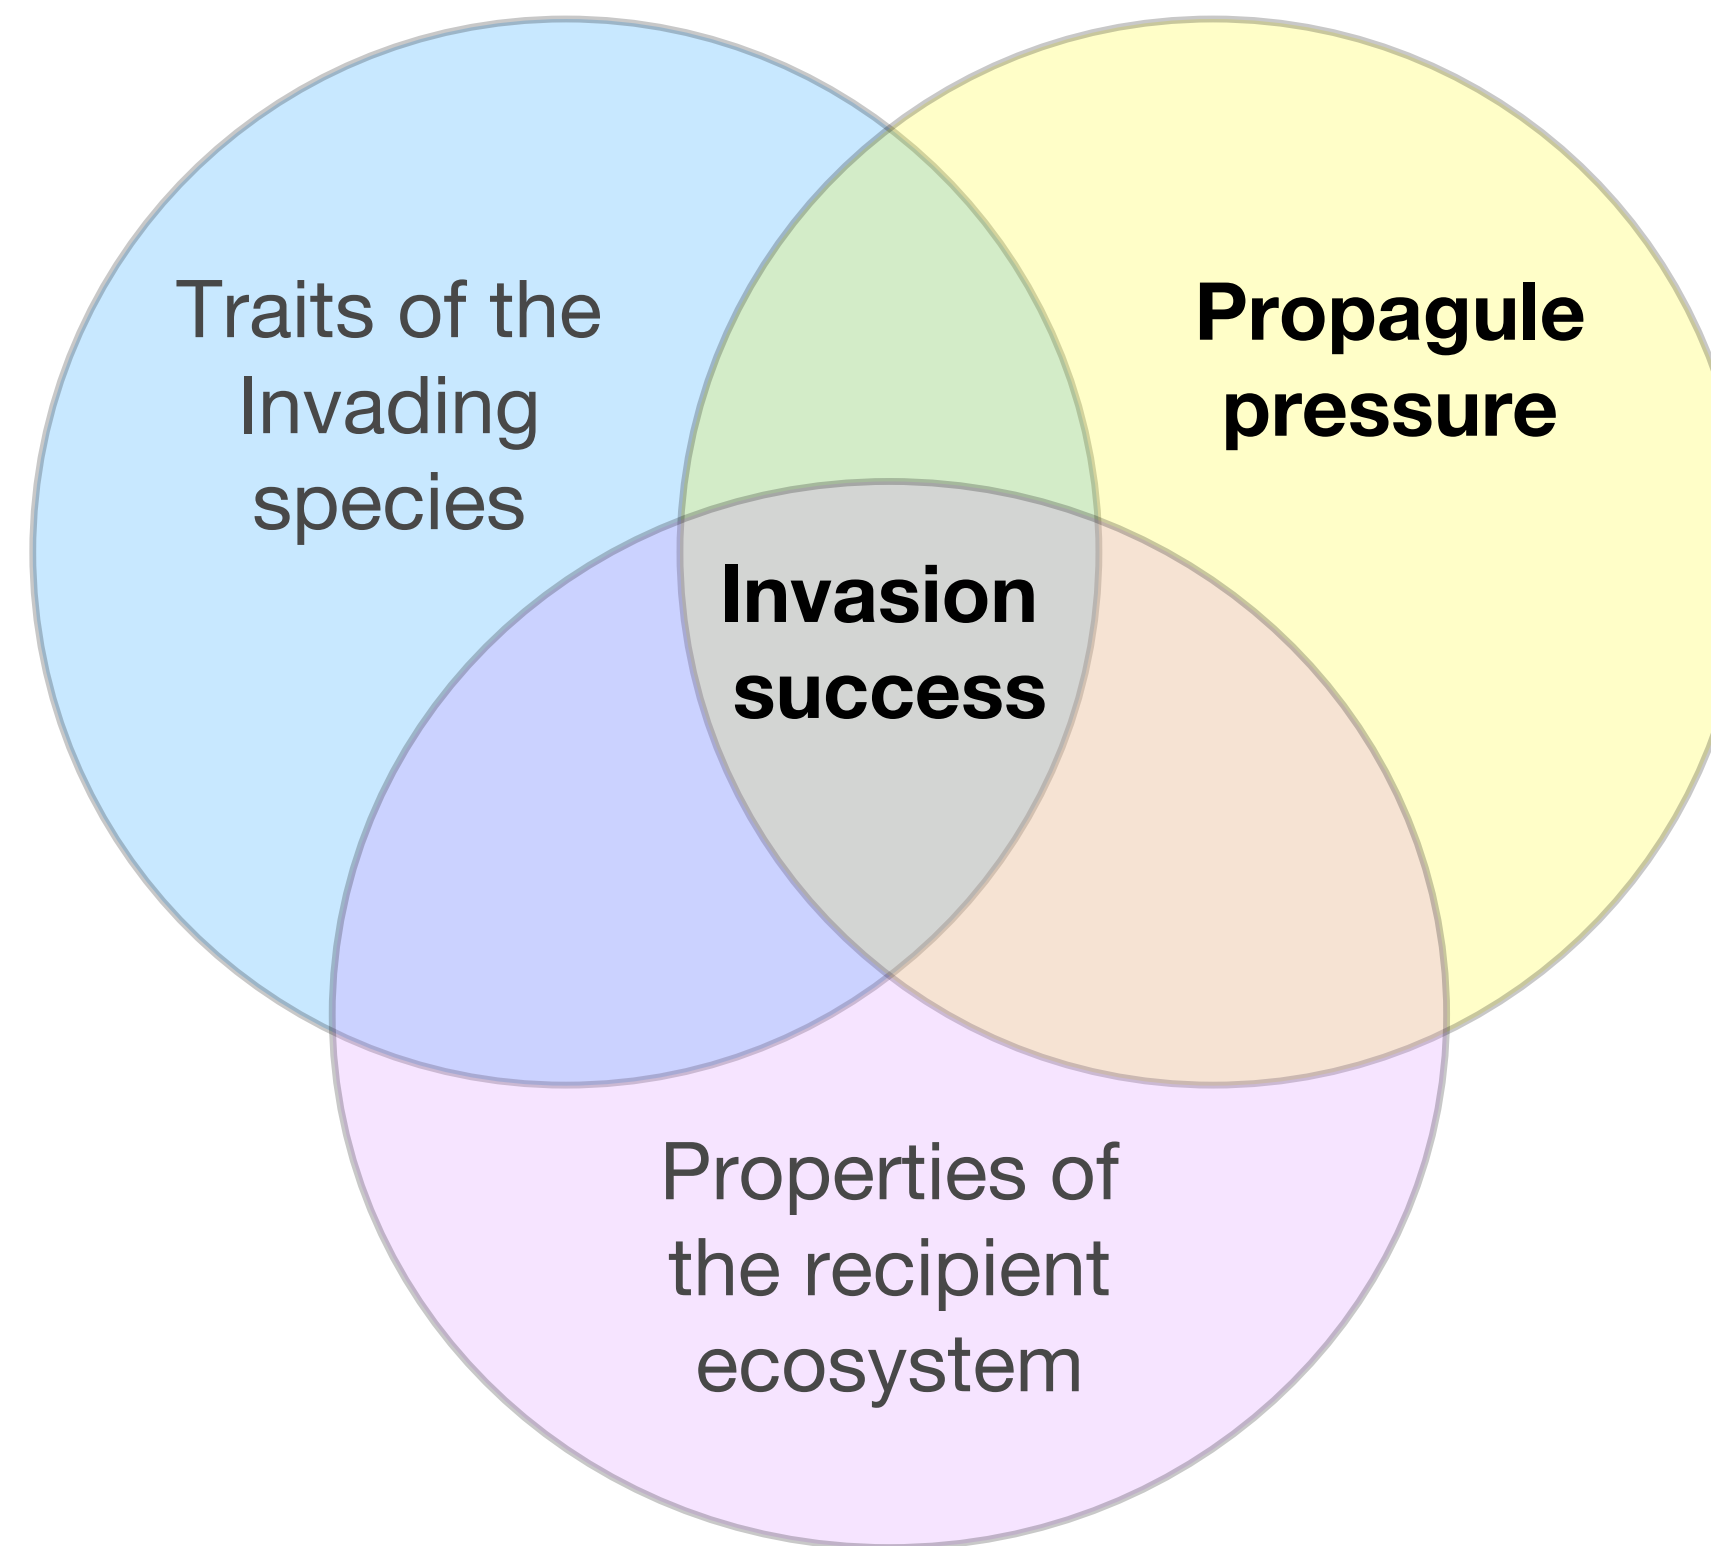 Traits of the
Invading
species
Propagule
pressure
Invasion
success
Properties of
the recipient
ecosystem